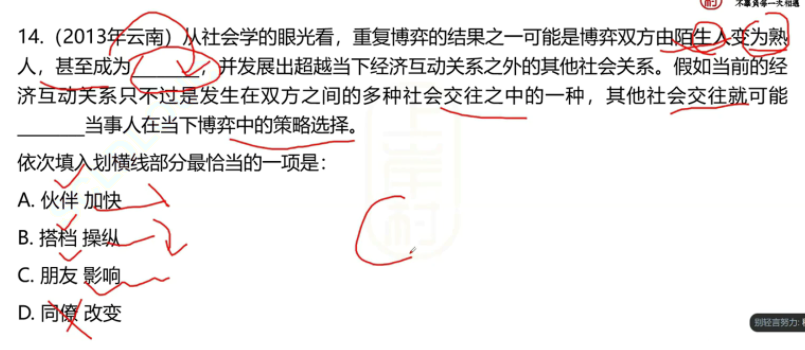 不辜负每一天相遇
14.（2013年云南）从社会学的眼光看，重复博弈的结果之一可能是博弈双方由陌生人变为熟
人，甚至成为________，并发展出超越当下经济互动关系之外的其他社会关系。假如当前的经
济互动关系只不过是发生在双方之间的多种社会交往之中的一种，其他社会交往就可能
________当事人在当下博弈中的策略选择。
依次填入划横线部分最恰当的一项是：
A. 伙伴 加快
B. 搭档 操纵
C. 朋友 影响
D. 同僚 改变
别轻言努力: